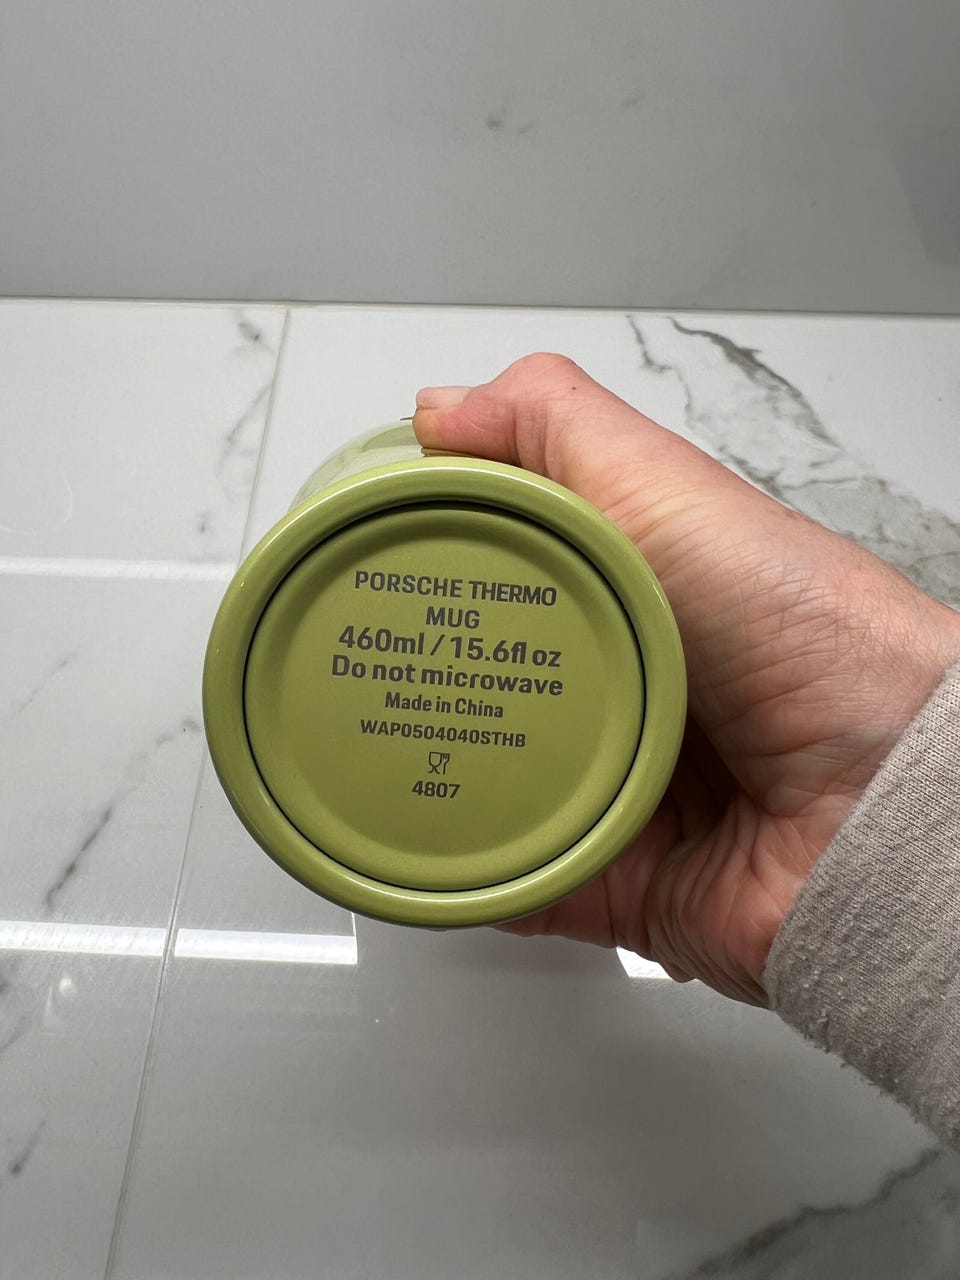 PORSCHE THERMO
MUG
460ml / 15.6fl oz
Do not microwave
Made in China
WAP0504040STHB
4807